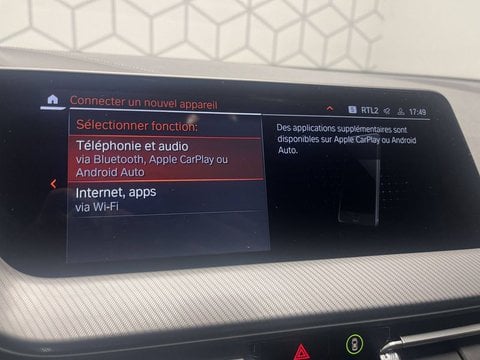 Connecter un nouvel appareil
RTL2
17:49
Sélectionner fonction:
Téléphonie et audio
via Bluetooth, Apple CarPlay ou
Android Auto
Internet, apps
via Wi-Fi
Des applications supplémentaires sont
disponibles sur Apple CarPlay ou Android
Auto.